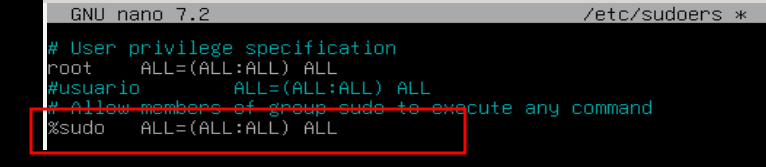 GNU nano 7.2 /etc/sudoers *
# User privilege specification
root ALL=(ALL:ALL) ALL
#usuario ALL=(ALL:ALL) ALL
# Allow members of group sudo to execute any command
%sudo ALL=(ALL:ALL) ALL